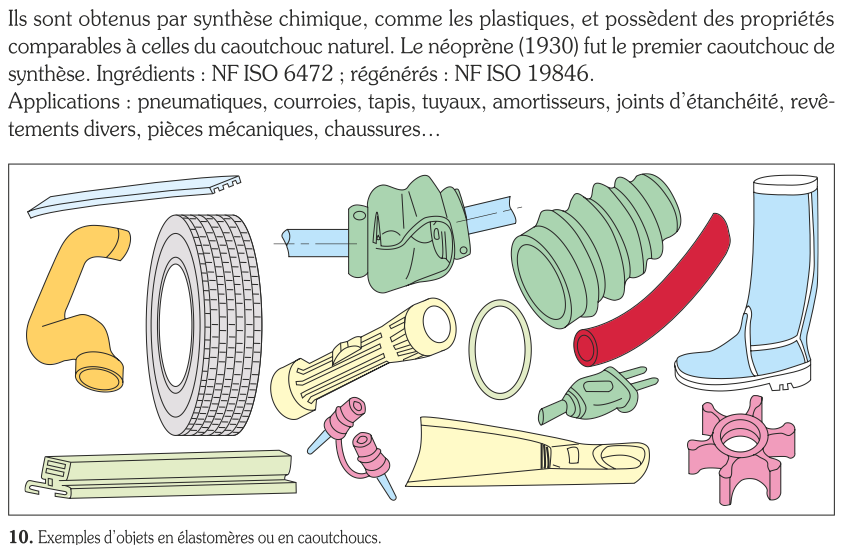 Ils sont obtenus par synthèse chimique, comme les plastiques, et possèdent des propriétés
comparables à celles du caoutchouc naturel. Le néoprène (1930) fut le premier caoutchouc de
synthèse. Ingrédients : NF ISO 6472 ; régénérés : NF ISO 19846.
Applications : pneumatiques, courroies, tapis, tuyaux, amortisseurs, joints d'étanchéité, revê-
tements divers, pièces mécaniques, chaussures…
10. Exemples d'objets en élastomères ou en caoutchoucs.